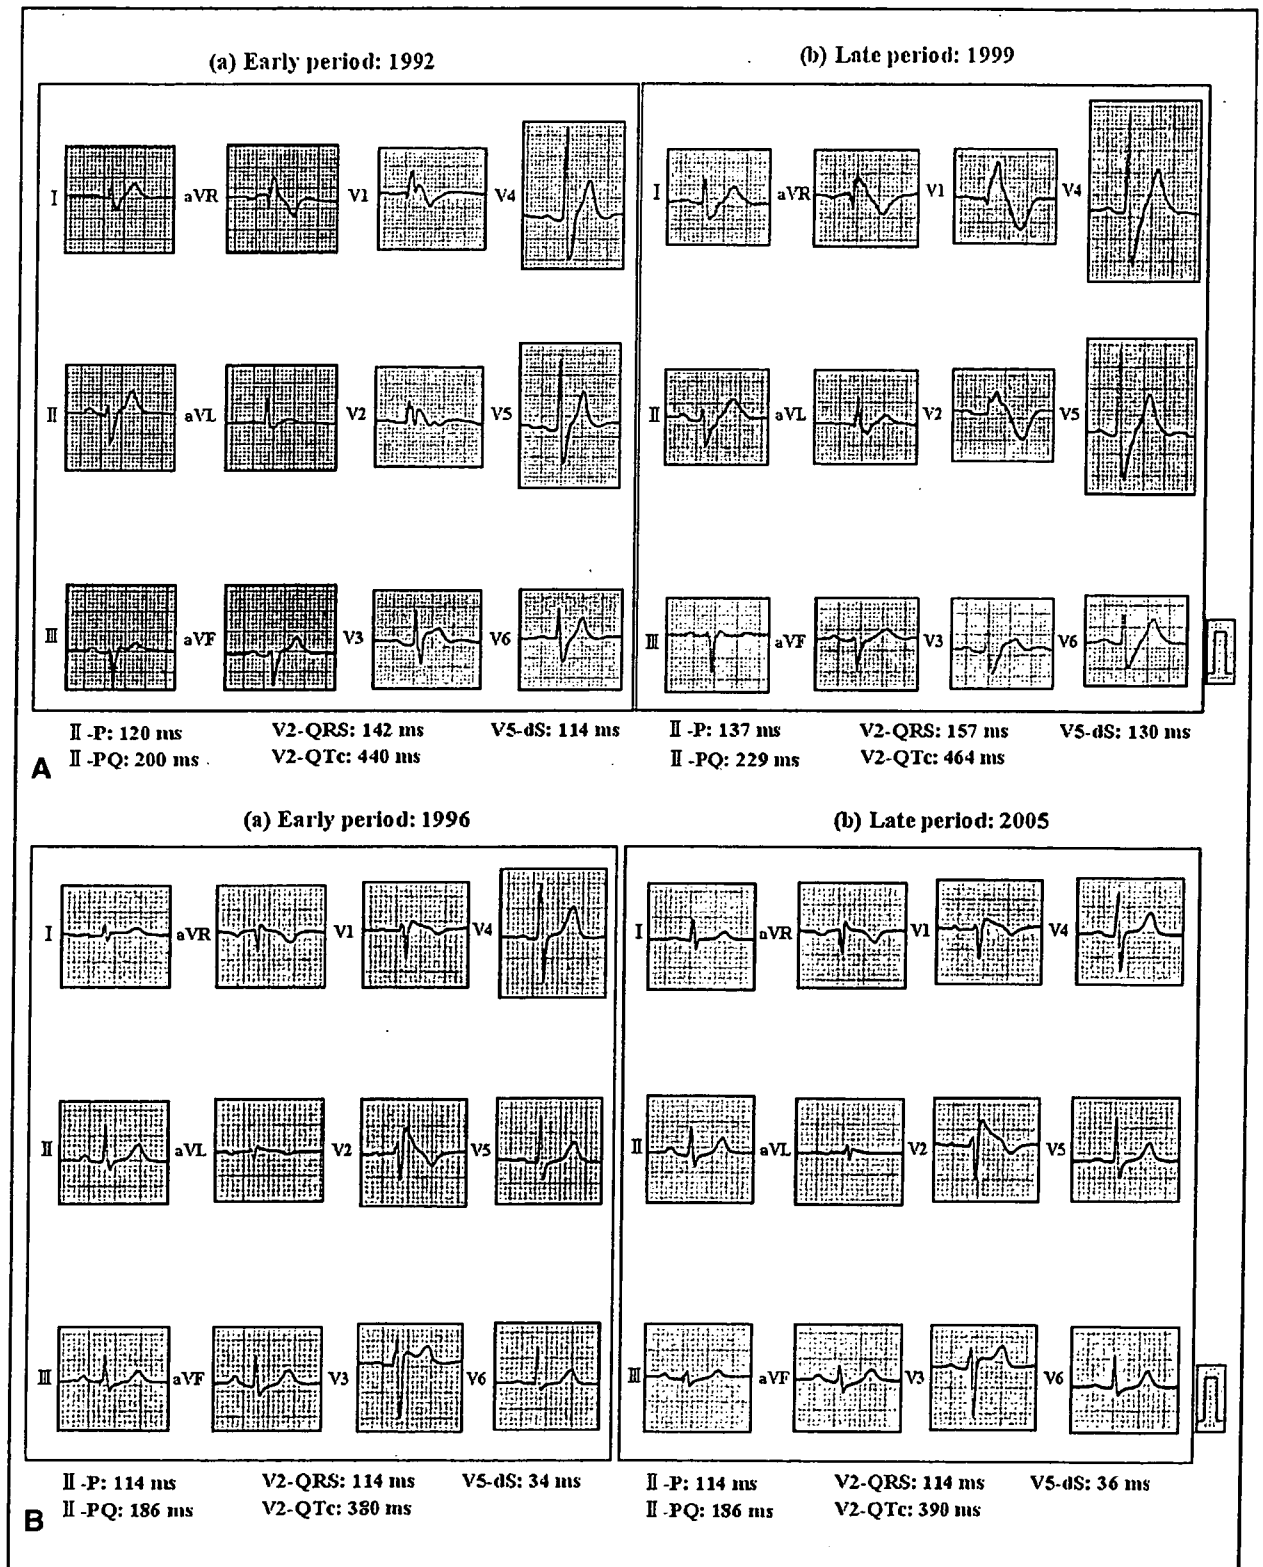 (a) Early period: 1992
(b) Late period: 1999
I aVR V1 V4
I aVR V1 V4
II aVL V2 V5
II aVL V2 V5
III aVF V3 V6
III aVF V3 V6
II-P: 120 ms V2-QRS: 142 ms V5-dS: 114 ms
II-PQ: 200 ms V2-QTc: 440 ms
II-P: 137 ms V2-QRS: 157 ms V5-dS: 130 ms
II-PQ: 229 ms V2-QTc: 464 ms
A
(a) Early period: 1996
(b) Late period: 2005
I aVR V1 V4
I aVR V1 V4
II aVL V2 V5
II aVL V2 V5
III aVF V3 V6
III aVF V3 V6
II-P: 114 ms V2-QRS: 114 ms V5-dS: 34 ms
II-PQ: 186 ms V2-QTc: 380 ms
II-P: 114 ms V2-QRS: 114 ms V5-dS: 36 ms
II-PQ: 186 ms V2-QTc: 390 ms
B